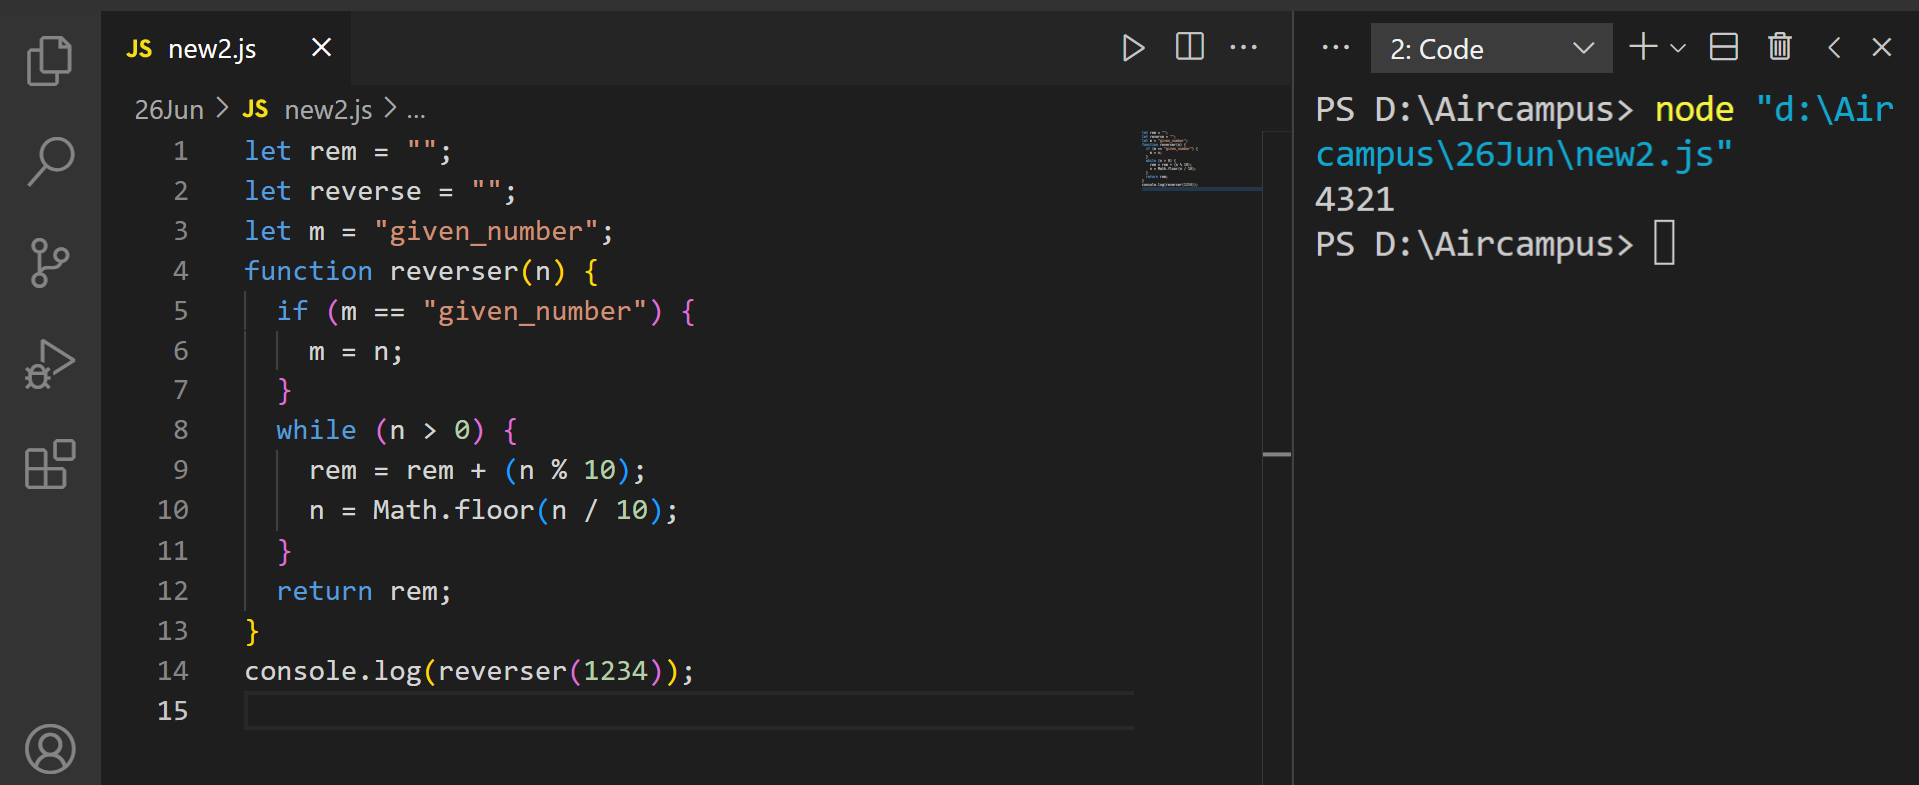 JS new2.js
26Jun > JS new2.js > ...
1 let rem = "";
2 let reverse = "";
3 let m = "given_number";
4 function reverser(n) {
5 if (m == "given_number") {
6 m = n;
7 }
8 while (n > 0) {
9 rem = rem + (n % 10);
10 n = Math.floor(n / 10);
11 }
12 return rem;
13 }
14 console.log(reverser(1234));
15
2: Code
PS D:\Aircampus> node "d:\Air
campus\26Jun\new2.js"
4321
PS D:\Aircampus>